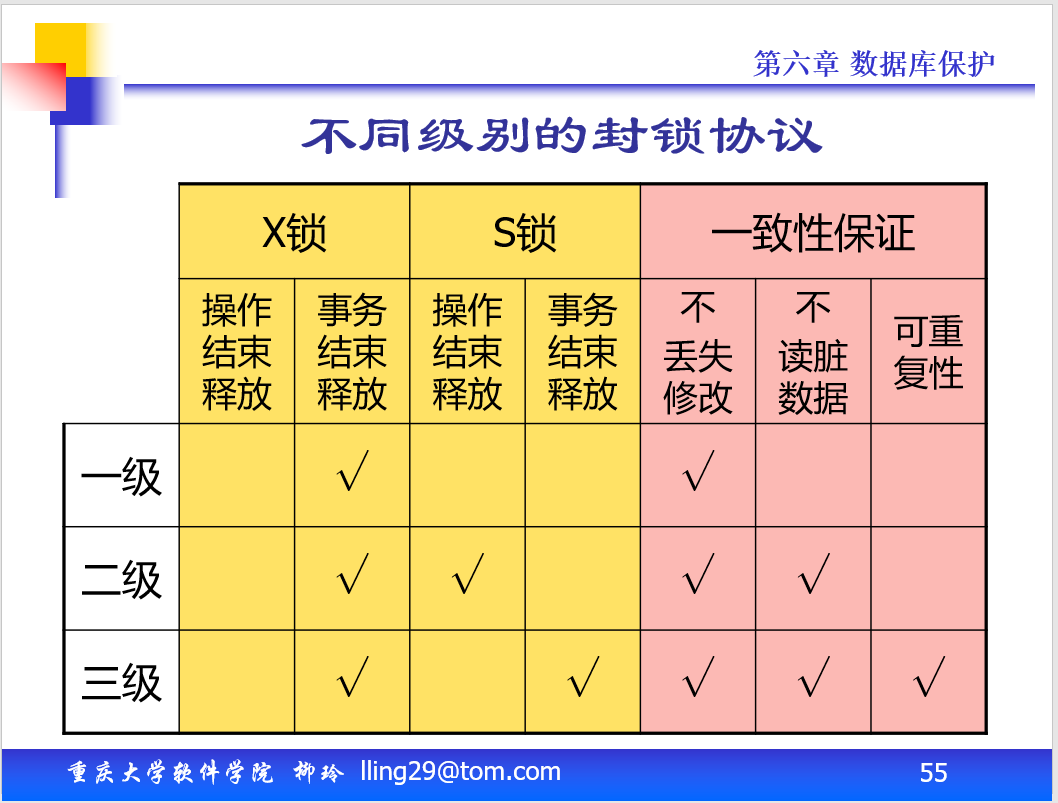 第六章 数据库保护
不同级别的封锁协议
X锁 S锁 一致性保证
操作 事务 操作 事务 不 不 可重
结束 结束 结束 结束 丢失 读脏 复性
释放 释放 释放 释放 修改 数据
一级 √ √
二级 √ √ √ √
三级 √ √ √ √ √
重庆大学软件学院 柳玲 lling29@tom.com 55